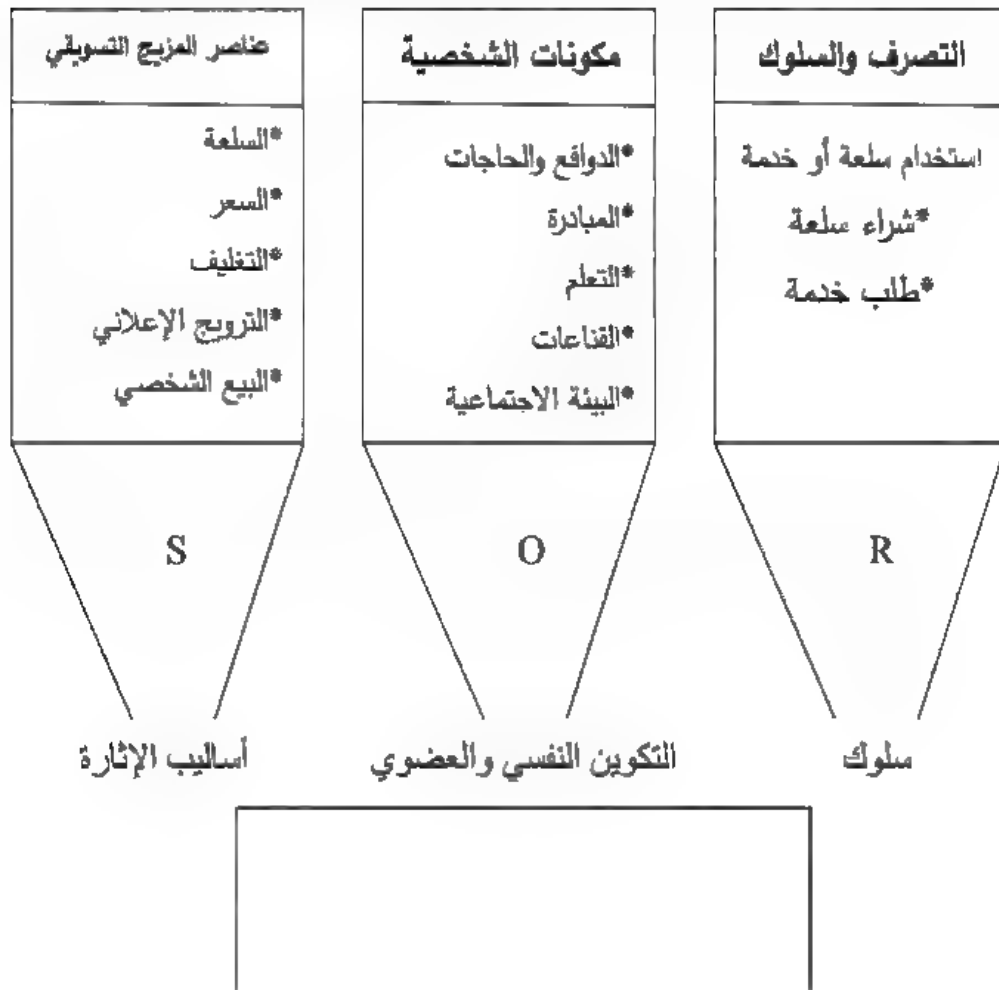 عناصر المزيج التسويقي
*السلعة
*السعر
*التغليف
*الترويج الإعلاني
*البيع الشخصي
S
أساليب الإثارة
مكونات الشخصية
*الدوافع والحاجات
*المبادرة
*التعلم
*القناعات
*البيئة الاجتماعية
O
التكوين النفسي والعضوي
التصرف والسلوك
استخدام سلعة أو خدمة
*شراء سلعة
*طلب خدمة
R
سلوك